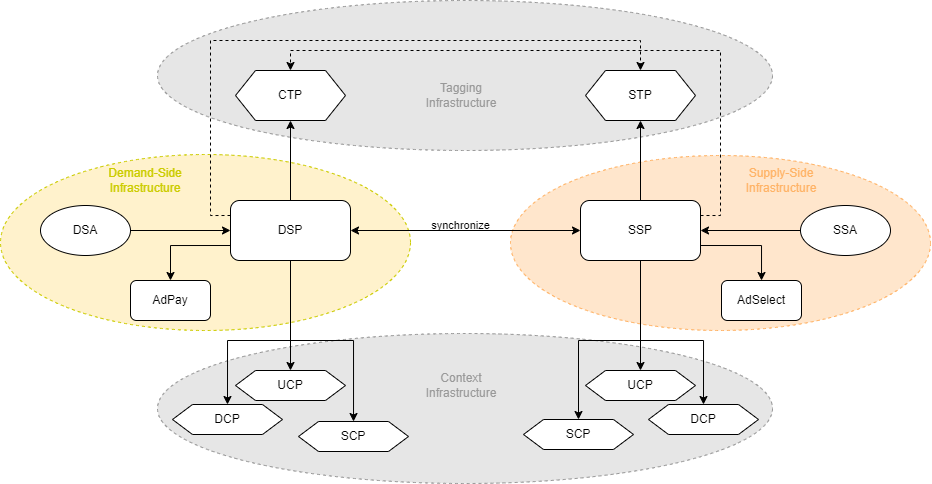 CTP
Tagging
Infrastructure
STP
Demand-Side
Infrastructure
Supply-Side
Infrastructure
DSA
DSP
synchronize
SSP
SSA
AdPay
AdSelect
UCP
Context
Infrastructure
UCP
DCP
SCP
SCP
DCP